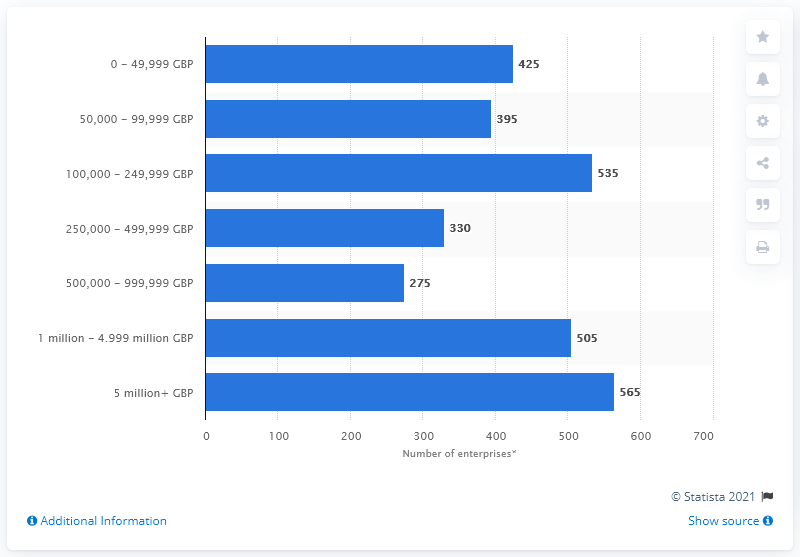 0 – 49,999 GBP 425
50,000 – 99,999 GBP 395
100,000 – 249,999 GBP 535
250,000 – 499,999 GBP 330
500,000 – 999,999 GBP 275
1 million – 4.999 million GBP 505
5 million+ GBP 565
0 100 200 300 400 500 600 700
Number of enterprises*
© Statista 2021
Additional Information Show source